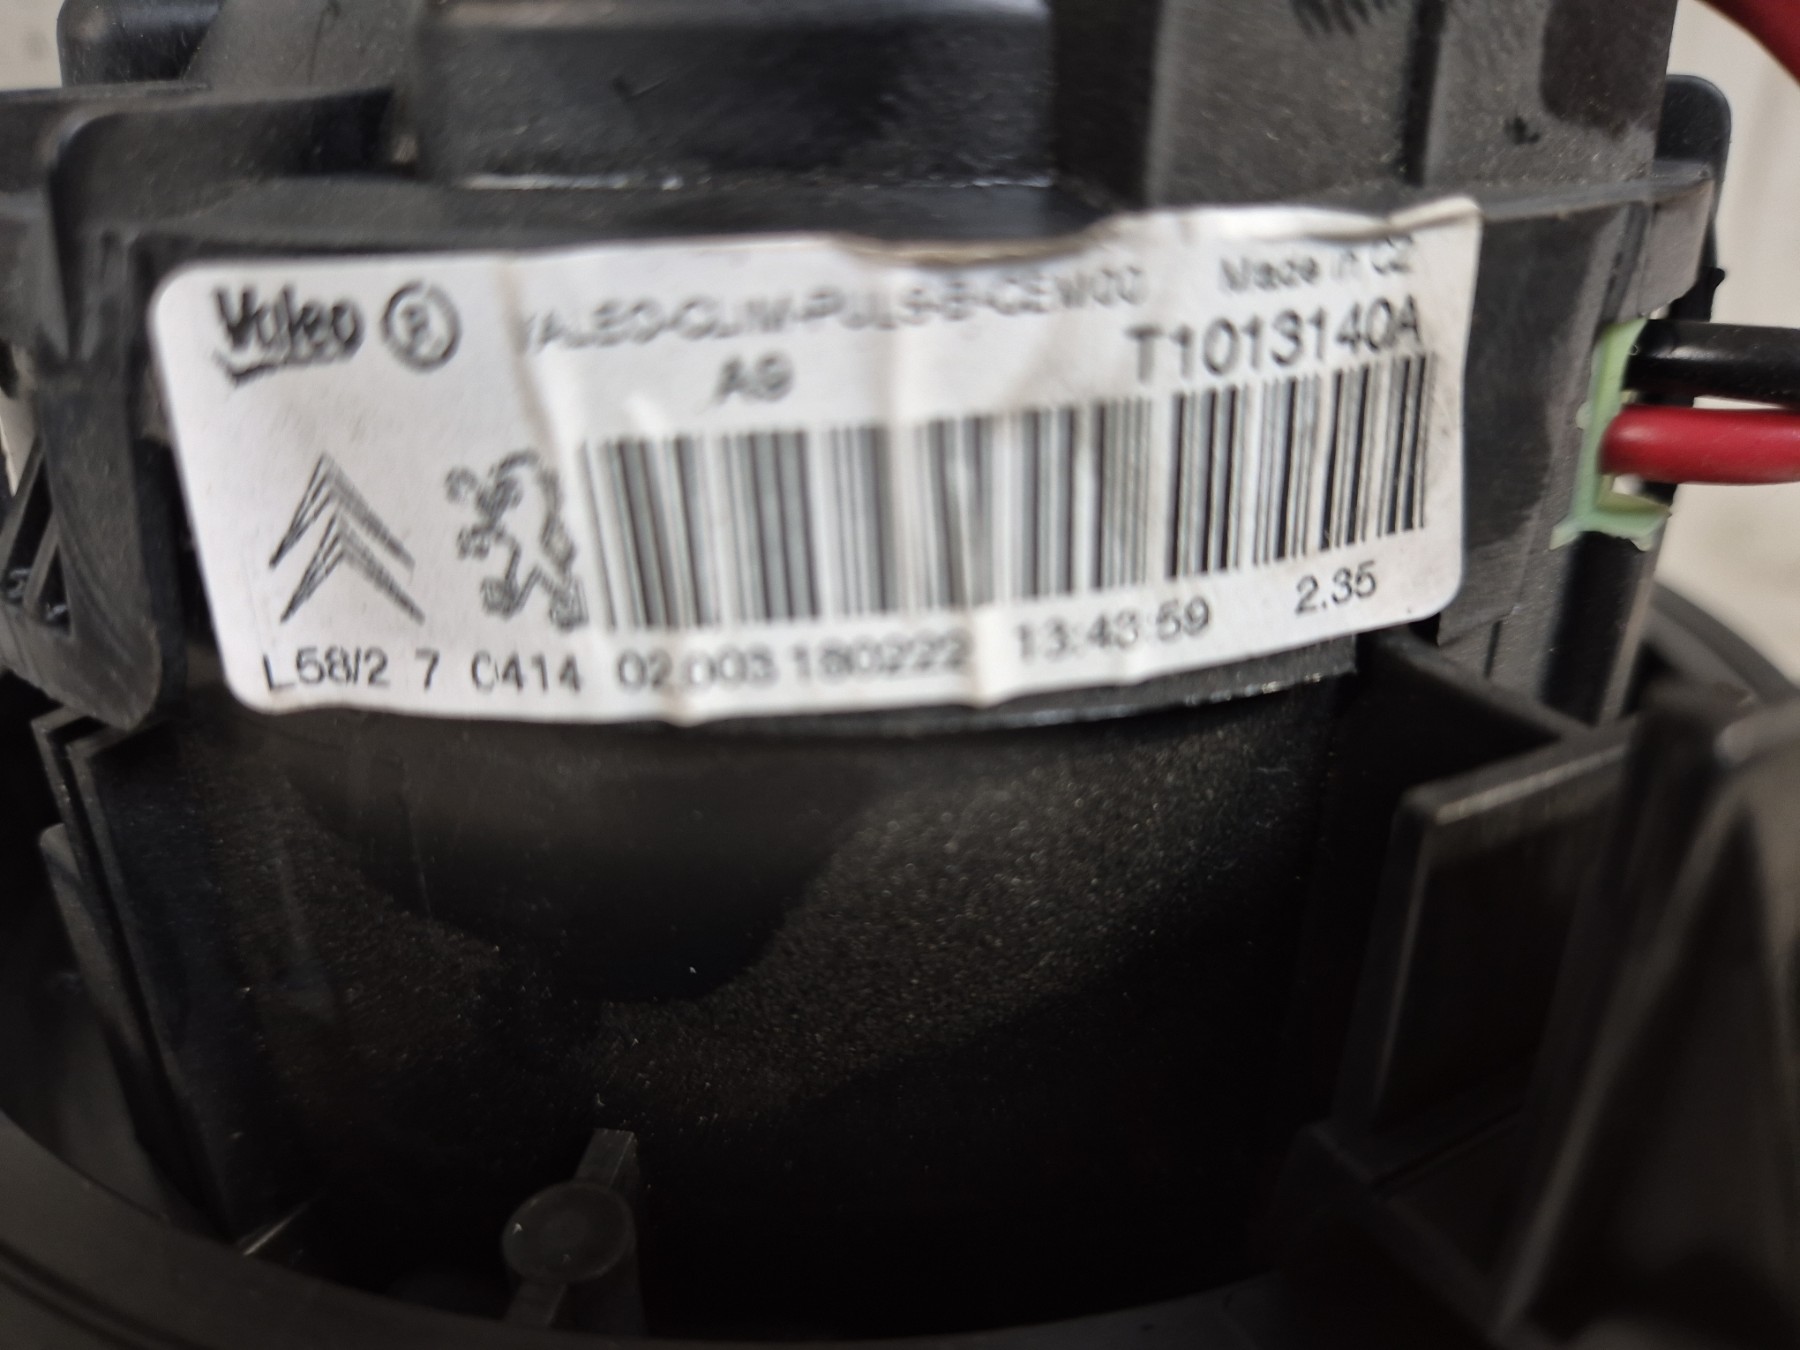 Valeo Ⓡ VALEO-CLIM-PULS-B-CEMOO Made in CZ
A9 T1013140A
L58/2 7 0414 02.003 180222 13:43:59 2.35